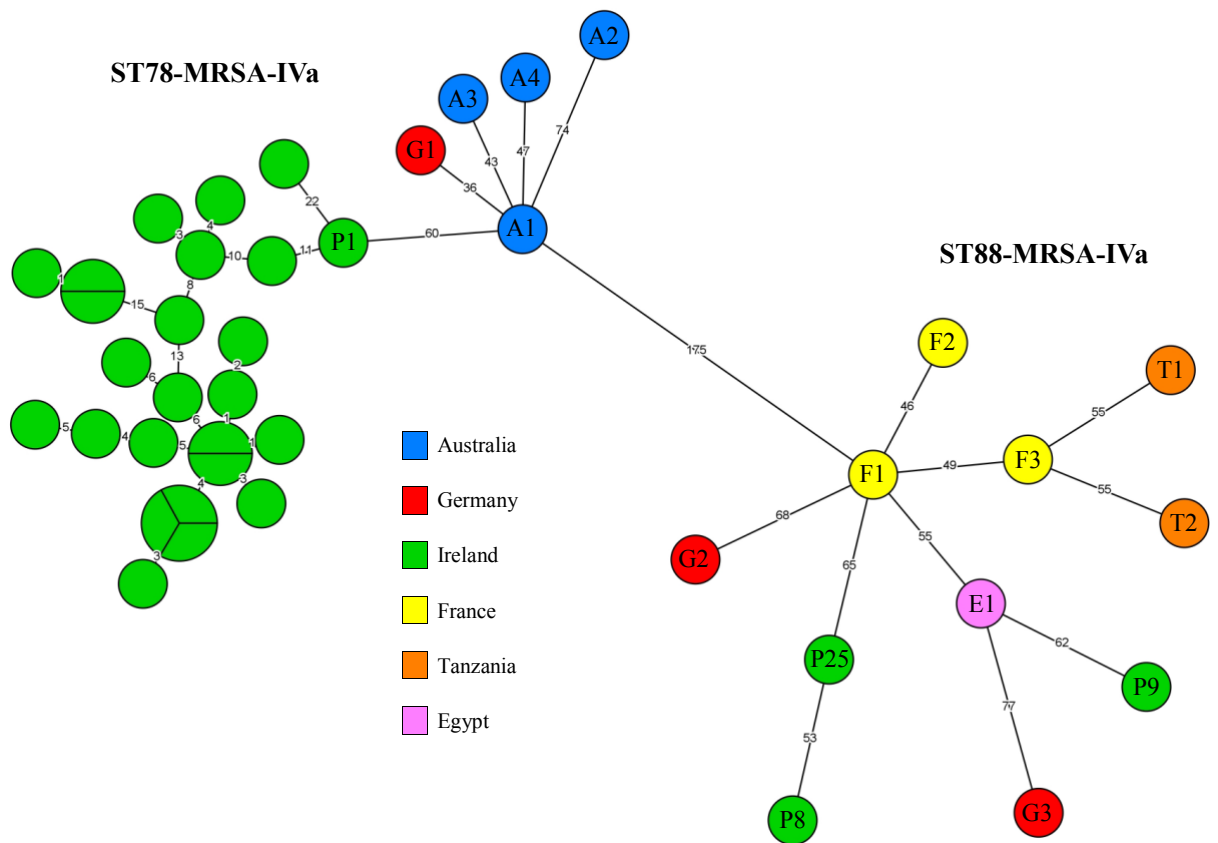 A2
ST78-MRSA-IVa
A4
A3
74
G1
43
47
36
22
4
3
P1
60
A1
10
11
ST88-MRSA-IVa
1
8
15
F2
175
13
2
T1
6
46
55
1
6
Australia
5
4
5
1
F3
49
F1
3
55
4
Germany
68
T2
55
G2
3
Ireland
65
E1
France
62
P25
Tanzania
P9
77
Egypt
53
G3
P8